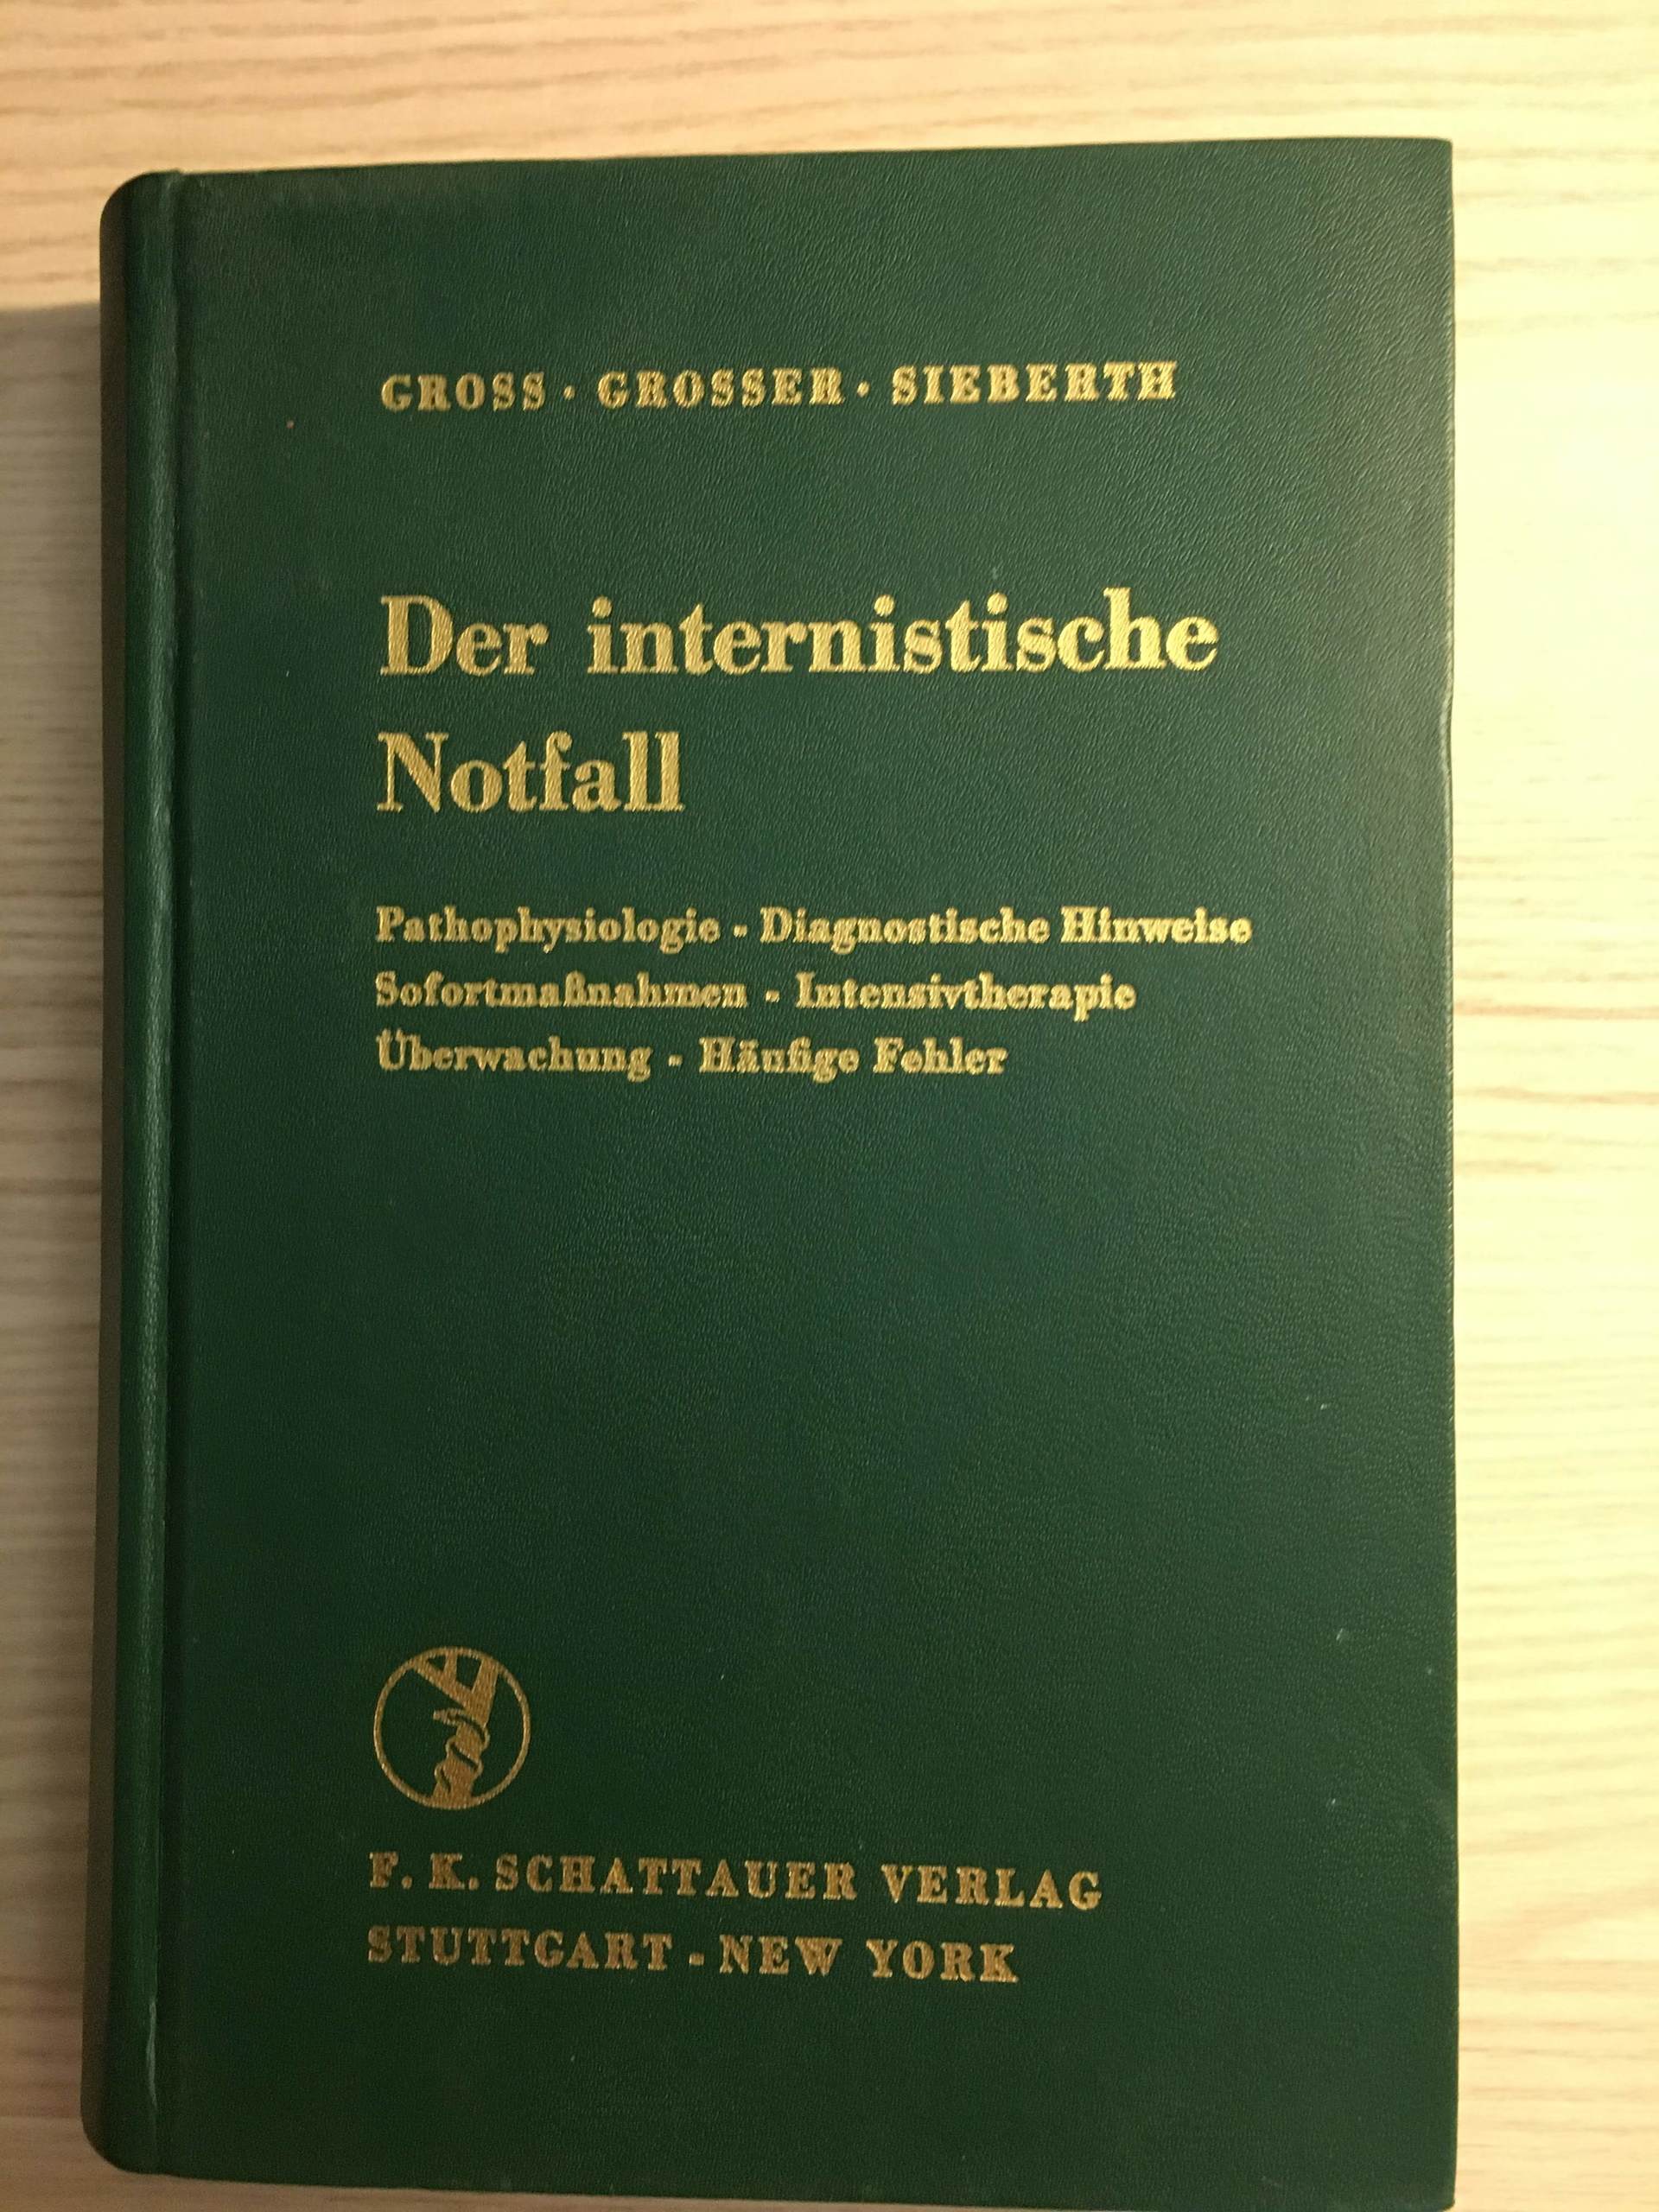 GROSS · GROSSER · SIEBERTH
Der internistische
Notfall
Pathophysiologie - Diagnostische Hinweise
Sofortmaßnahmen - Intensivtherapie
Überwachung - Häufige Fehler
F. K. SCHATTAUER VERLAG
STUTTGART - NEW YORK